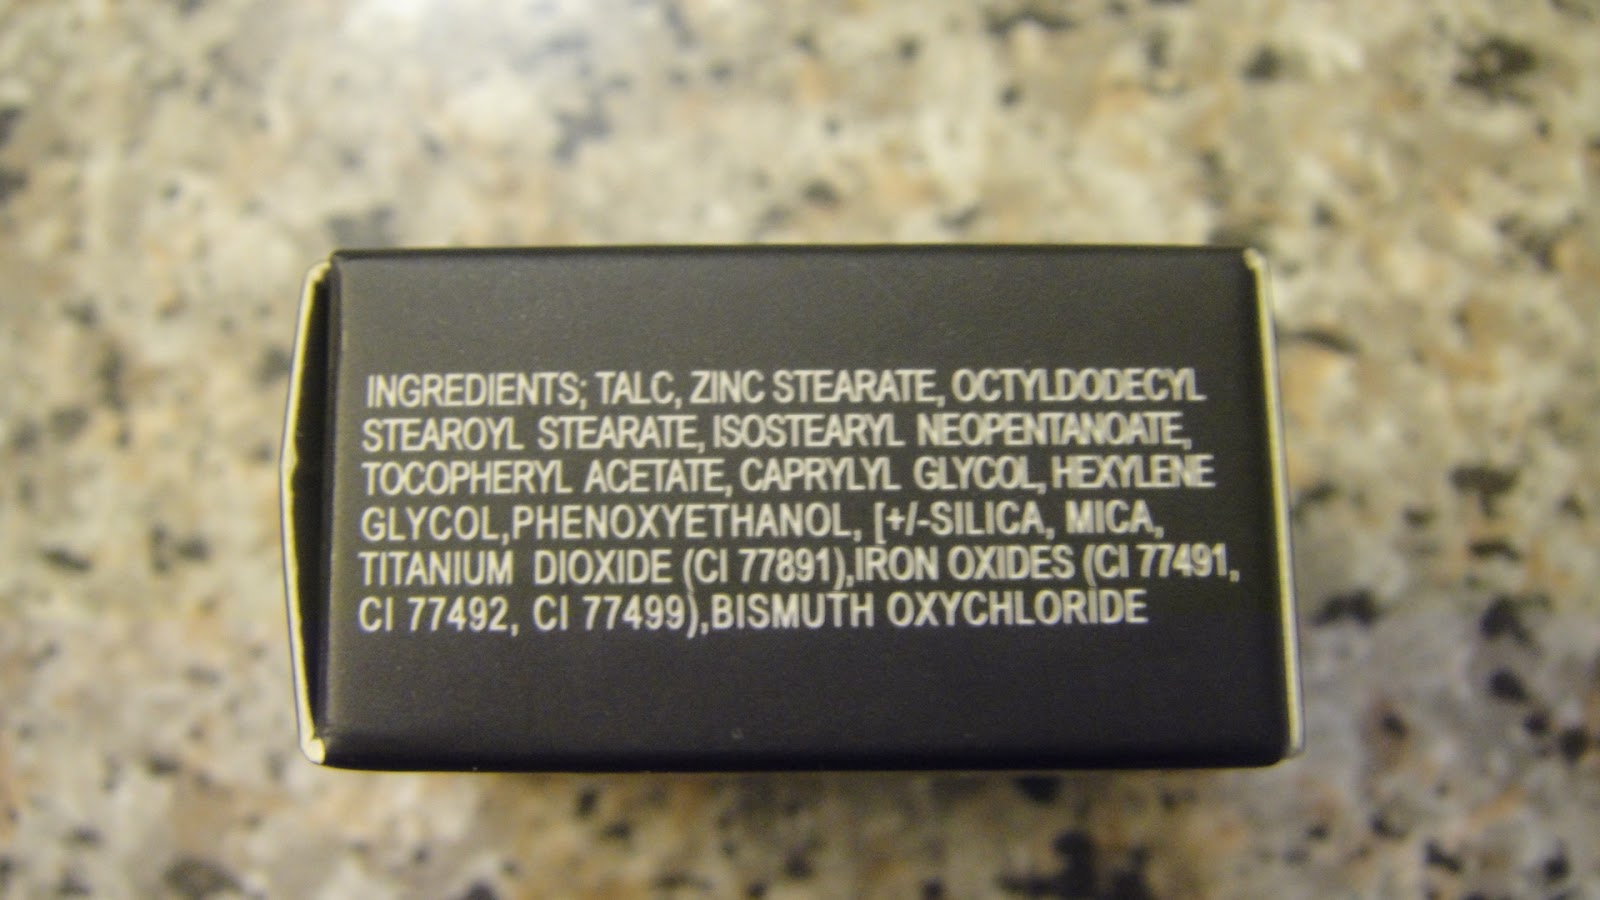 INGREDIENTS; TALC, ZINC STEARATE, OCTYLDODECYL
STEAROYL STEARATE, ISOSTEARYL NEOPENTANOATE,
TOCOPHERYL ACETATE, CAPRYLYL GLYCOL, HEXYLENE
GLYCOL,PHENOXYETHANOL, [+/-SILICA, MICA,
TITANIUM DIOXIDE (CI 77891),IRON OXIDES (CI 77491,
CI 77492, CI 77499),BISMUTH OXYCHLORIDE